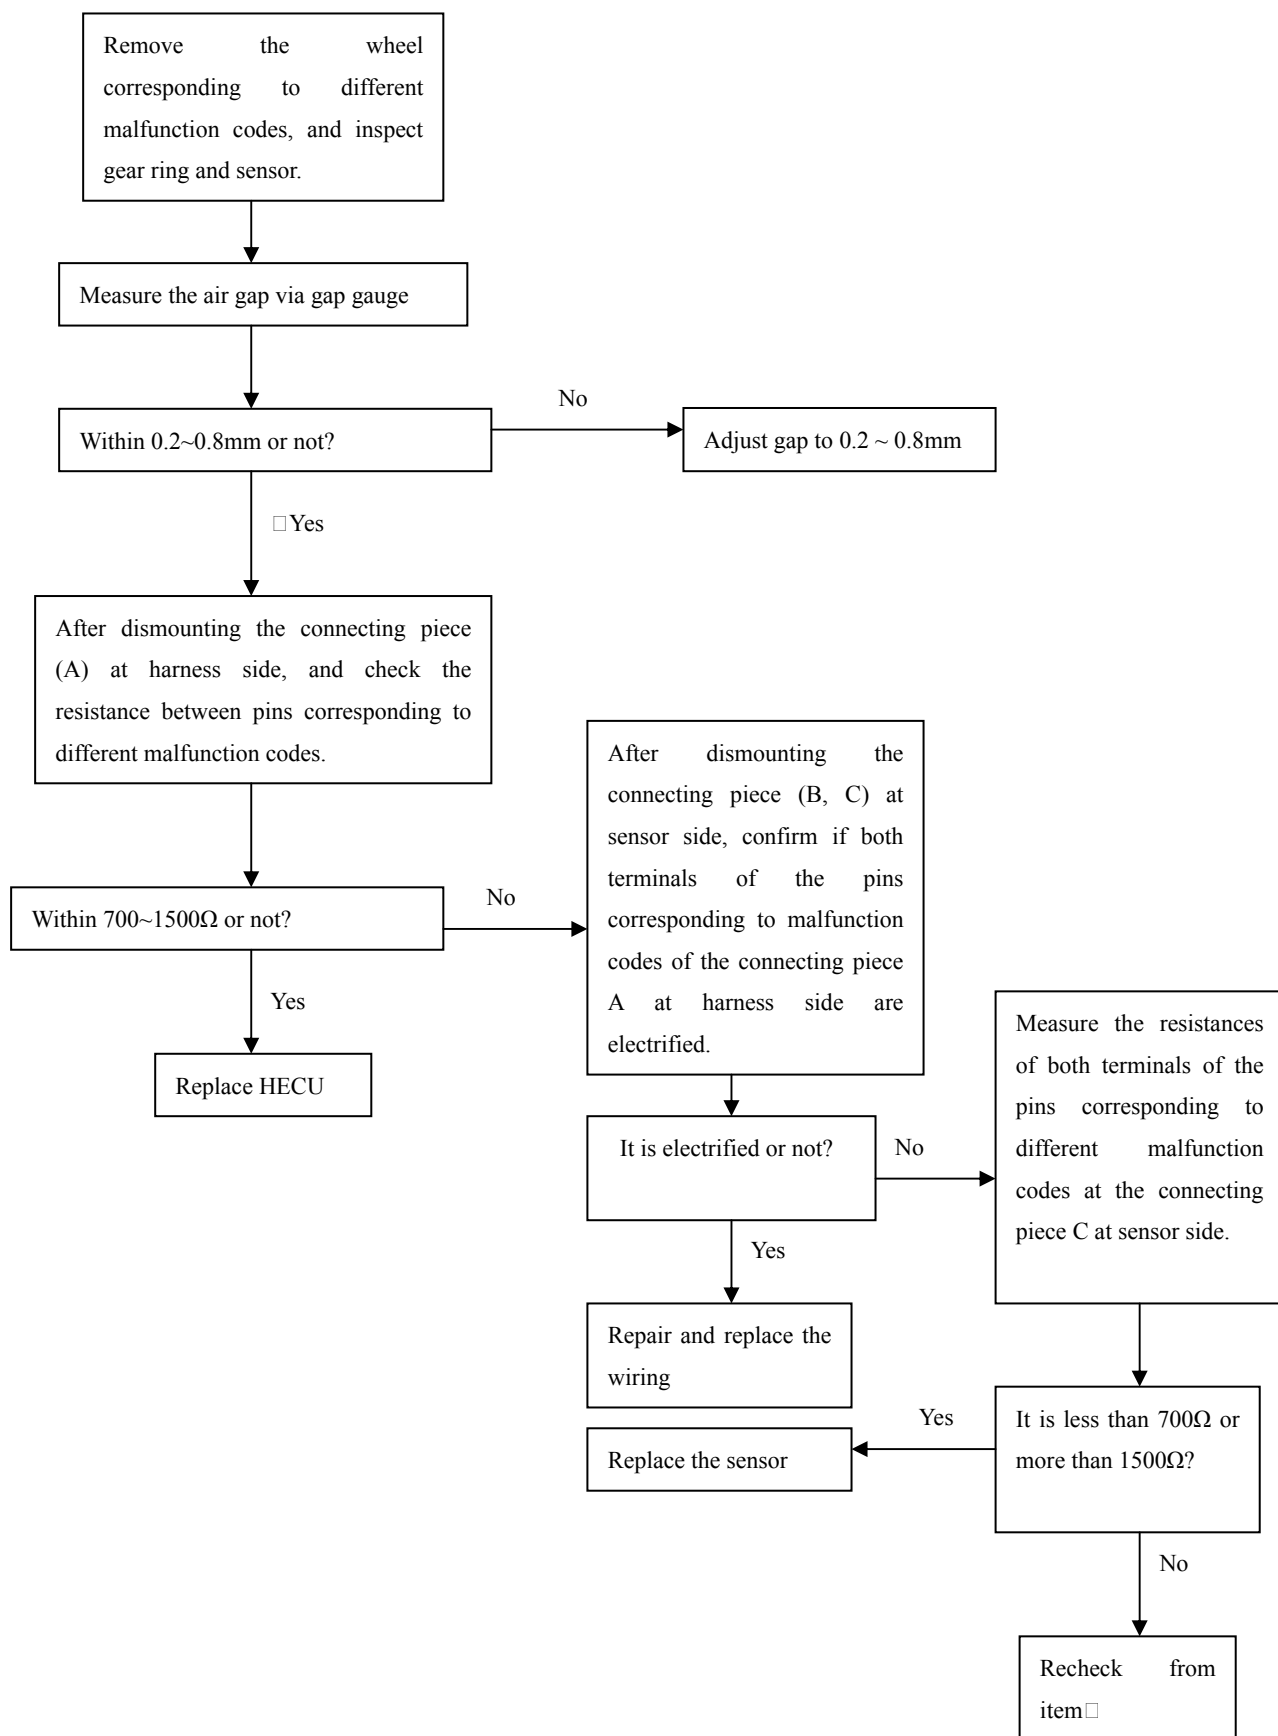 Remove the wheel
corresponding to different
malfunction codes, and inspect
gear ring and sensor.
Measure the air gap via gap gauge
No
Within 0.2~0.8mm or not?
Adjust gap to 0.2 ~ 0.8mm
□Yes
After dismounting the connecting piece
(A) at harness side, and check the
resistance between pins corresponding to
different malfunction codes.
After dismounting the
connecting piece (B, C) at
sensor side, confirm if both
terminals of the pins
corresponding to malfunction
codes of the connecting piece
A at harness side are
electrified.
No
Within 700~1500Ω or not?
Yes
Replace HECU
Measure the resistances
of both terminals of the
pins corresponding to
different malfunction
codes at the connecting
piece C at sensor side.
It is electrified or not?
No
Yes
Repair and replace the
wiring
Yes
It is less than 700Ω or
more than 1500Ω?
Replace the sensor
No
Recheck from
item□